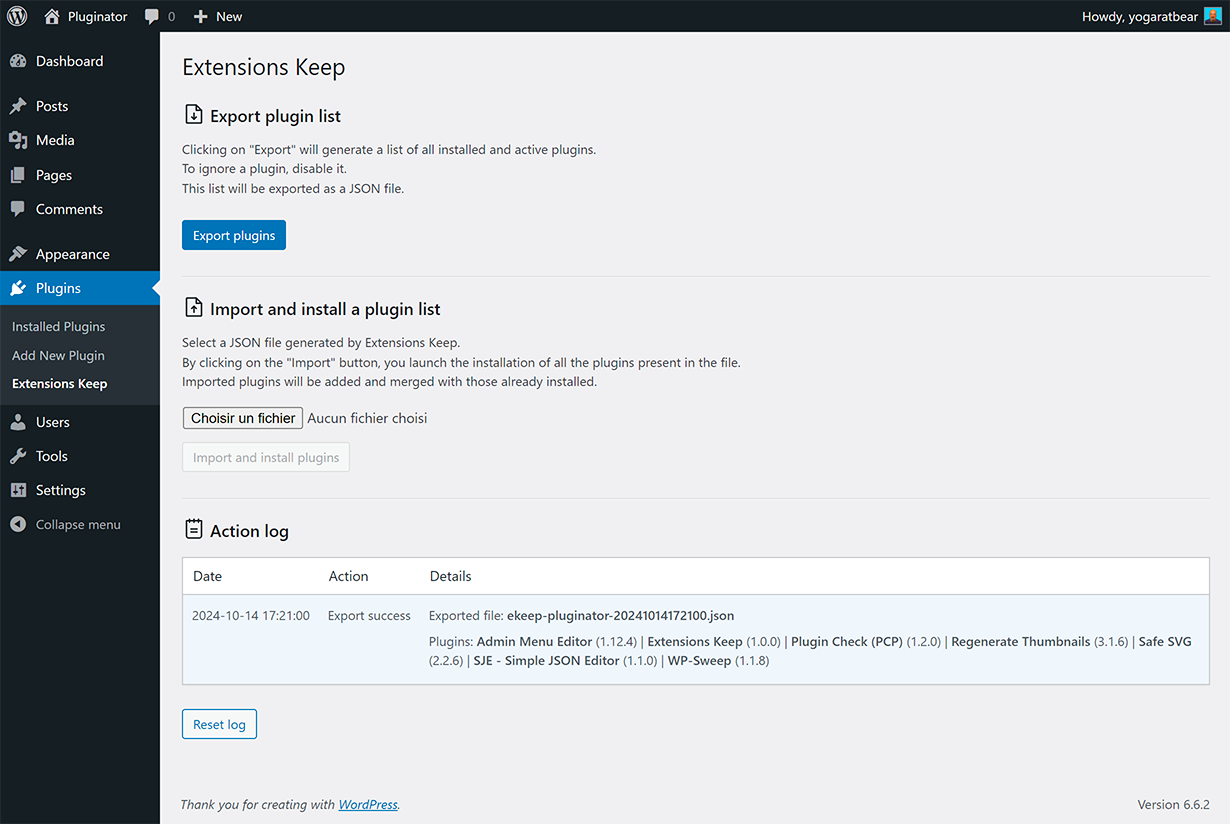 Pluginator 0 New Howdy, yogaratbear
Dashboard
Posts
Media
Pages
Comments
Appearance
Plugins
Installed Plugins
Add New Plugin
Extensions Keep
Users
Tools
Settings
Collapse menu
Extensions Keep
Export plugin list
Clicking on "Export" will generate a list of all installed and active plugins.
To ignore a plugin, disable it.
This list will be exported as a JSON file.
Export plugins
Import and install a plugin list
Select a JSON file generated by Extensions Keep.
By clicking on the "Import" button, you launch the installation of all the plugins present in the file.
Imported plugins will be added and merged with those already installed.
Choisir un fichier Aucun fichier choisi
Import and install plugins
Action log
Date Action Details
2024-10-14 17:21:00 Export success Exported file: ekeep-pluginator-20241014172100.json
Plugins: Admin Menu Editor (1.12.4) | Extensions Keep (1.0.0) | Plugin Check (PCP) (1.2.0) | Regenerate Thumbnails (3.1.6) | Safe SVG
(2.2.6) | SJE - Simple JSON Editor (1.1.0) | WP-Sweep (1.1.8)
Reset log
Thank you for creating with WordPress. Version 6.6.2